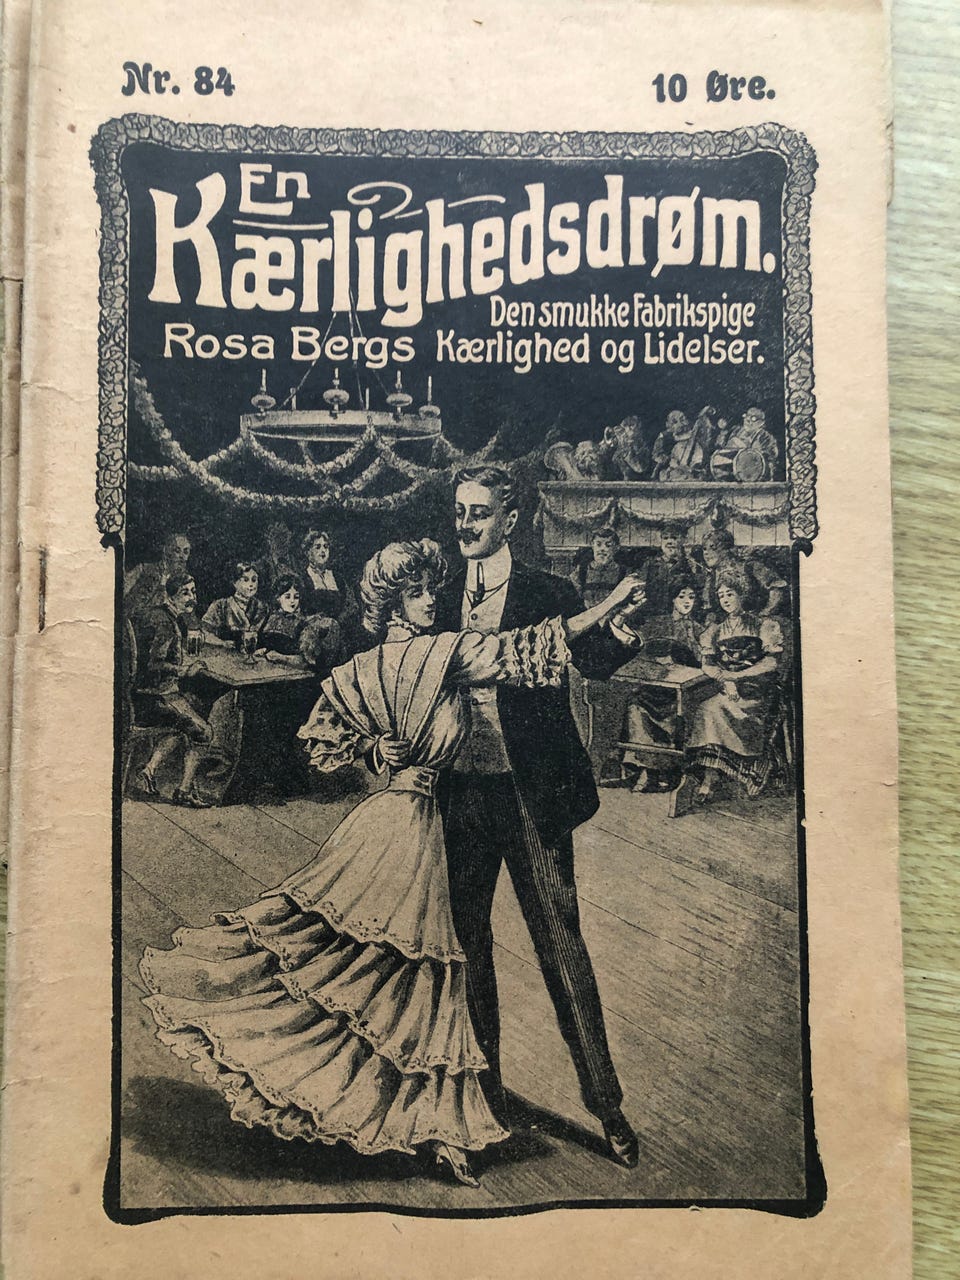 Nr. 84
10 Øre.
En
Kærlighedsdrøm.
Den smukke Fabrikspige
Rosa Bergs Kærlighed og Lidelser.